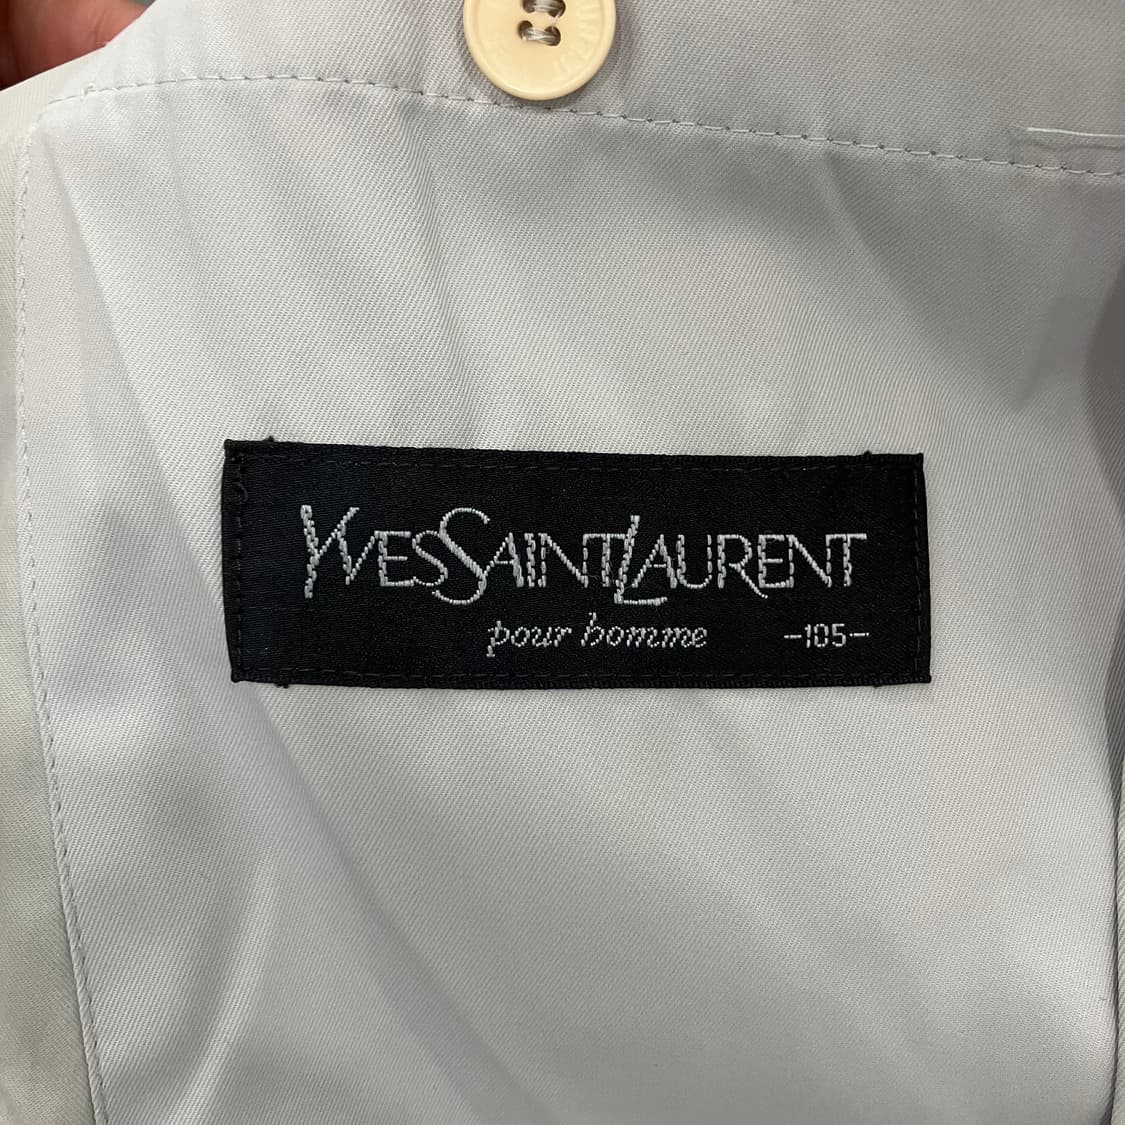 YVESSAINTLAURENT
pour homme -105-